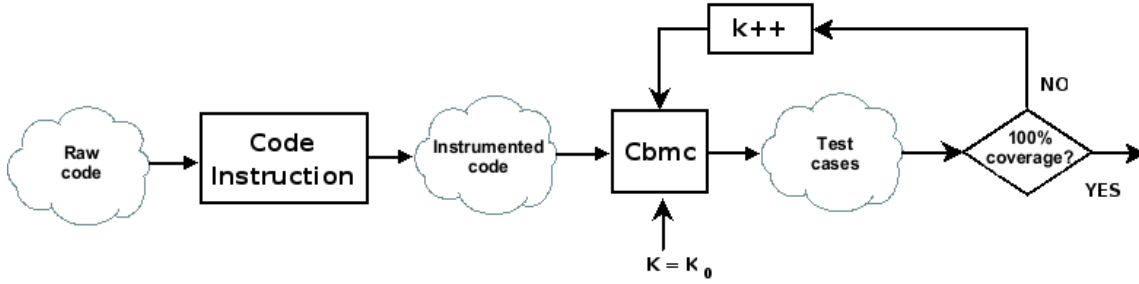 k++
NO
Raw
code
Code
Instruction
Instrumented
code
Cbmc
Test
cases
100%
coverage?
YES
K = K₀